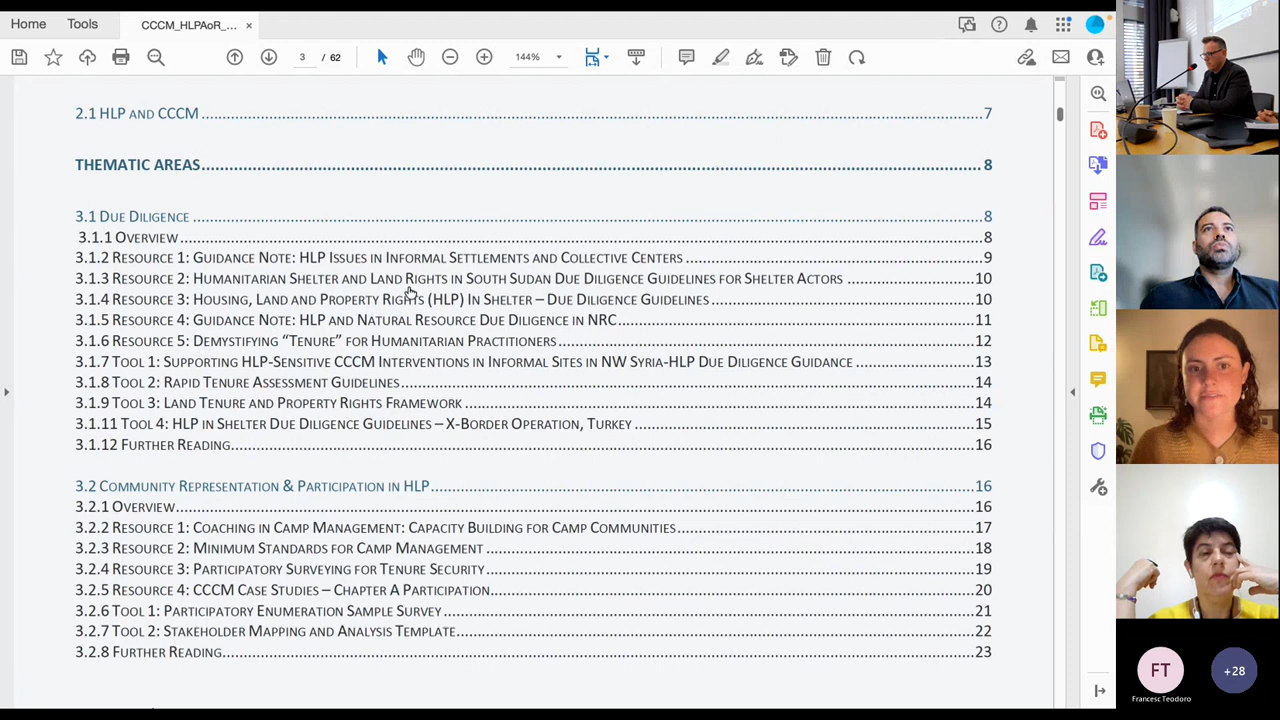 Home
Tools
CCCM_HLPAoR_...
×
3 / 62
144%
2.1 HLP AND CCCM 7
THEMATIC AREAS 8
3.1 DUE DILIGENCE 8
3.1.1 OVERVIEW 8
3.1.2 RESOURCE 1: GUIDANCE NOTE: HLP ISSUES IN INFORMAL SETTLEMENTS AND COLLECTIVE CENTERS 9
3.1.3 RESOURCE 2: HUMANITARIAN SHELTER AND LAND RIGHTS IN SOUTH SUDAN DUE DILIGENCE GUIDELINES FOR SHELTER ACTORS 10
3.1.4 RESOURCE 3: HOUSING, LAND AND PROPERTY RIGHTS (HLP) IN SHELTER – DUE DILIGENCE GUIDELINES 10
3.1.5 RESOURCE 4: GUIDANCE NOTE: HLP AND NATURAL RESOURCE DUE DILIGENCE IN NRC 11
3.1.6 RESOURCE 5: DEMYSTIFYING “TENURE” FOR HUMANITARIAN PRACTITIONERS 12
3.1.7 TOOL 1: SUPPORTING HLP-SENSITIVE CCCM INTERVENTIONS IN INFORMAL SITES IN NW SYRIA-HLP DUE DILIGENCE GUIDANCE 13
3.1.8 TOOL 2: RAPID TENURE ASSESSMENT GUIDELINES 14
3.1.9 TOOL 3: LAND TENURE AND PROPERTY RIGHTS FRAMEWORK 14
3.1.11 TOOL 4: HLP IN SHELTER DUE DILIGENCE GUIDELINES – X-BORDER OPERATION, TURKEY 15
3.1.12 FURTHER READING 16
3.2 COMMUNITY REPRESENTATION & PARTICIPATION IN HLP 16
3.2.1 OVERVIEW 16
3.2.2 RESOURCE 1: COACHING IN CAMP MANAGEMENT: CAPACITY BUILDING FOR CAMP COMMUNITIES 17
3.2.3 RESOURCE 2: MINIMUM STANDARDS FOR CAMP MANAGEMENT 18
3.2.4 RESOURCE 3: PARTICIPATORY SURVEYING FOR TENURE SECURITY 19
3.2.5 RESOURCE 4: CCCM CASE STUDIES – CHAPTER A PARTICIPATION 20
3.2.6 TOOL 1: PARTICIPATORY ENUMERATION SAMPLE SURVEY 21
3.2.7 TOOL 2: STAKEHOLDER MAPPING AND ANALYSIS TEMPLATE 22
3.2.8 FURTHER READING 23
FT
+28
Francesc Teodoro